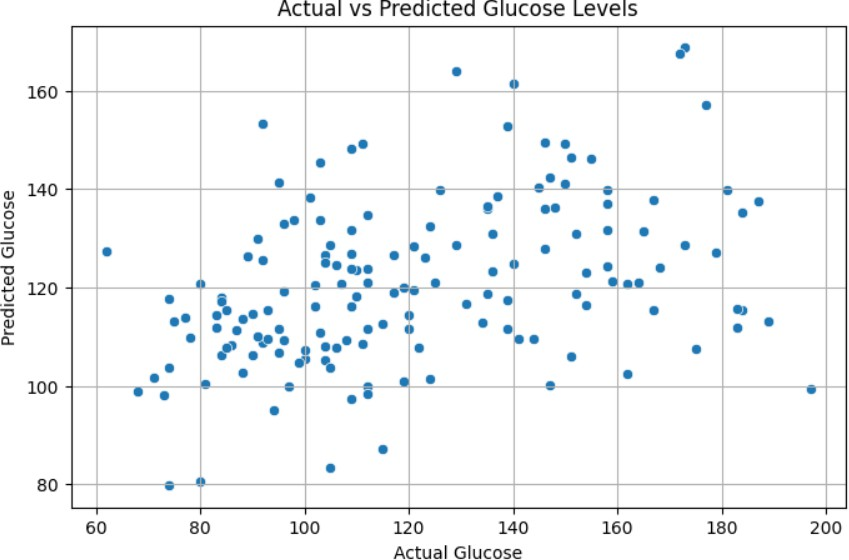 Actual vs Predicted Glucose Levels
Predicted Glucose
160
140
120
100
80
60 80 100 120 140 160 180 200
Actual Glucose